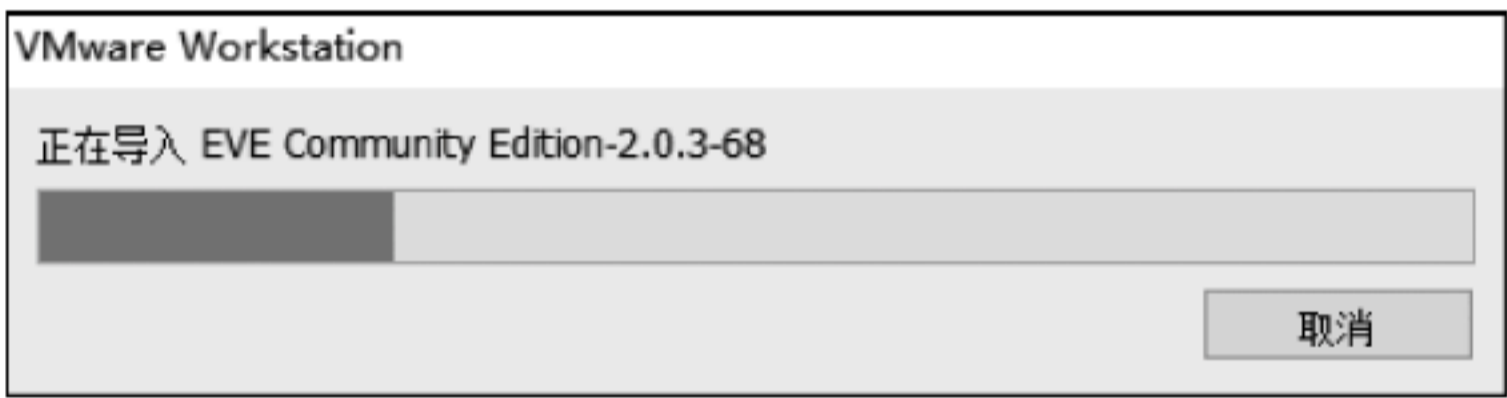 VMware Workstation
正在导入 EVE Community Edition-2.0.3-68
取消